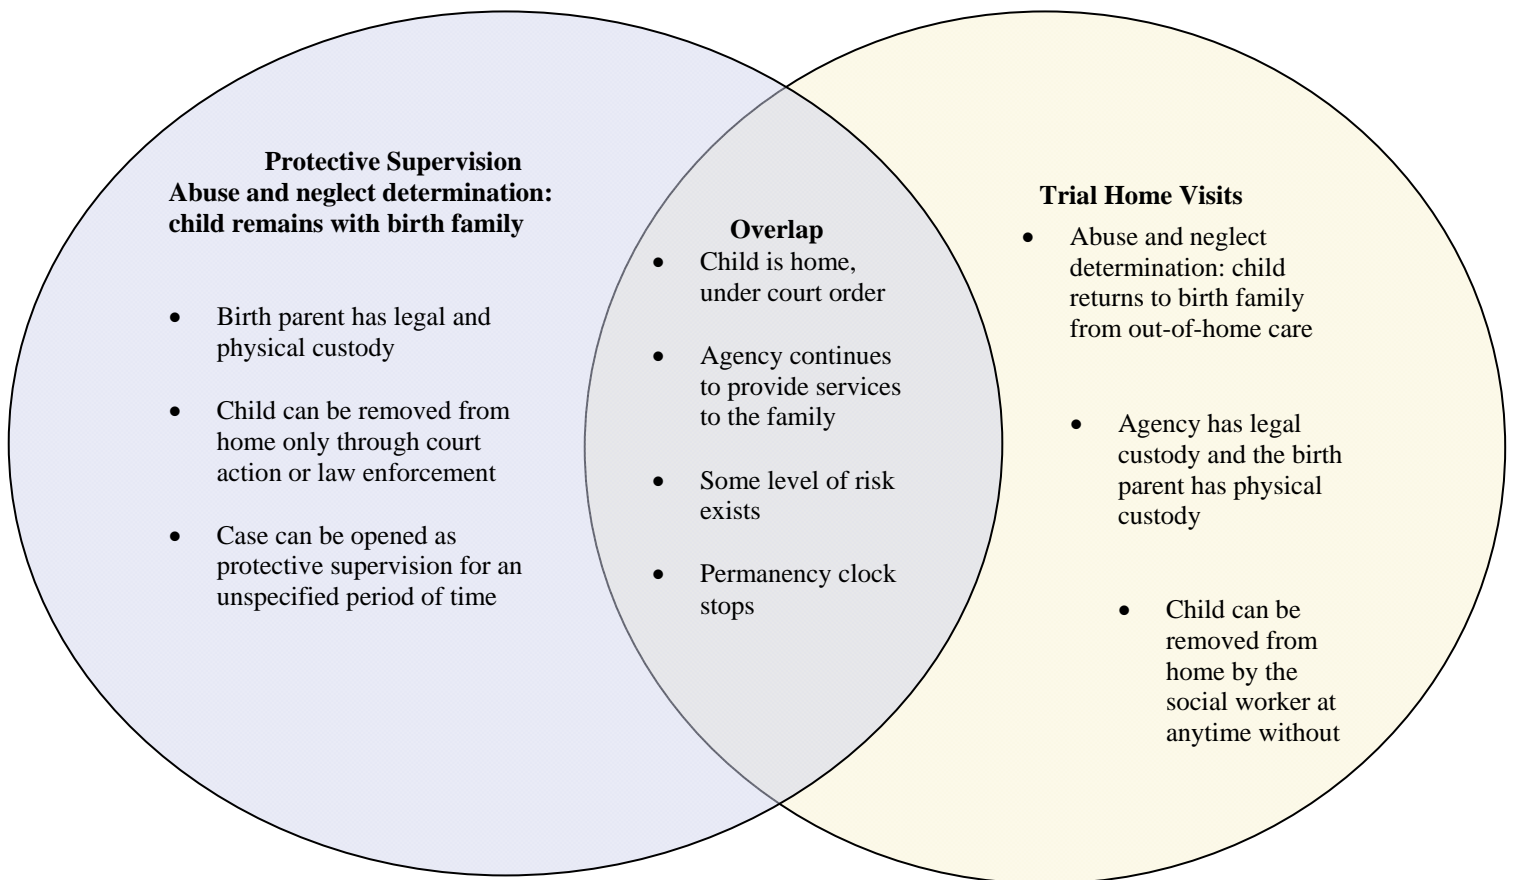 Protective Supervision
Abuse and neglect determination:
child remains with birth family
• Birth parent has legal and
physical custody
• Child can be removed from
home only through court
action or law enforcement
• Case can be opened as
protective supervision for an
unspecified period of time
Overlap
• Child is home,
under court order
• Agency continues
to provide services
to the family
• Some level of risk
exists
• Permanency clock
stops
Trial Home Visits
• Abuse and neglect
determination: child
returns to birth family
from out-of-home care
• Agency has legal
custody and the birth
parent has physical
custody
• Child can be
removed from
home by the
social worker at
anytime without